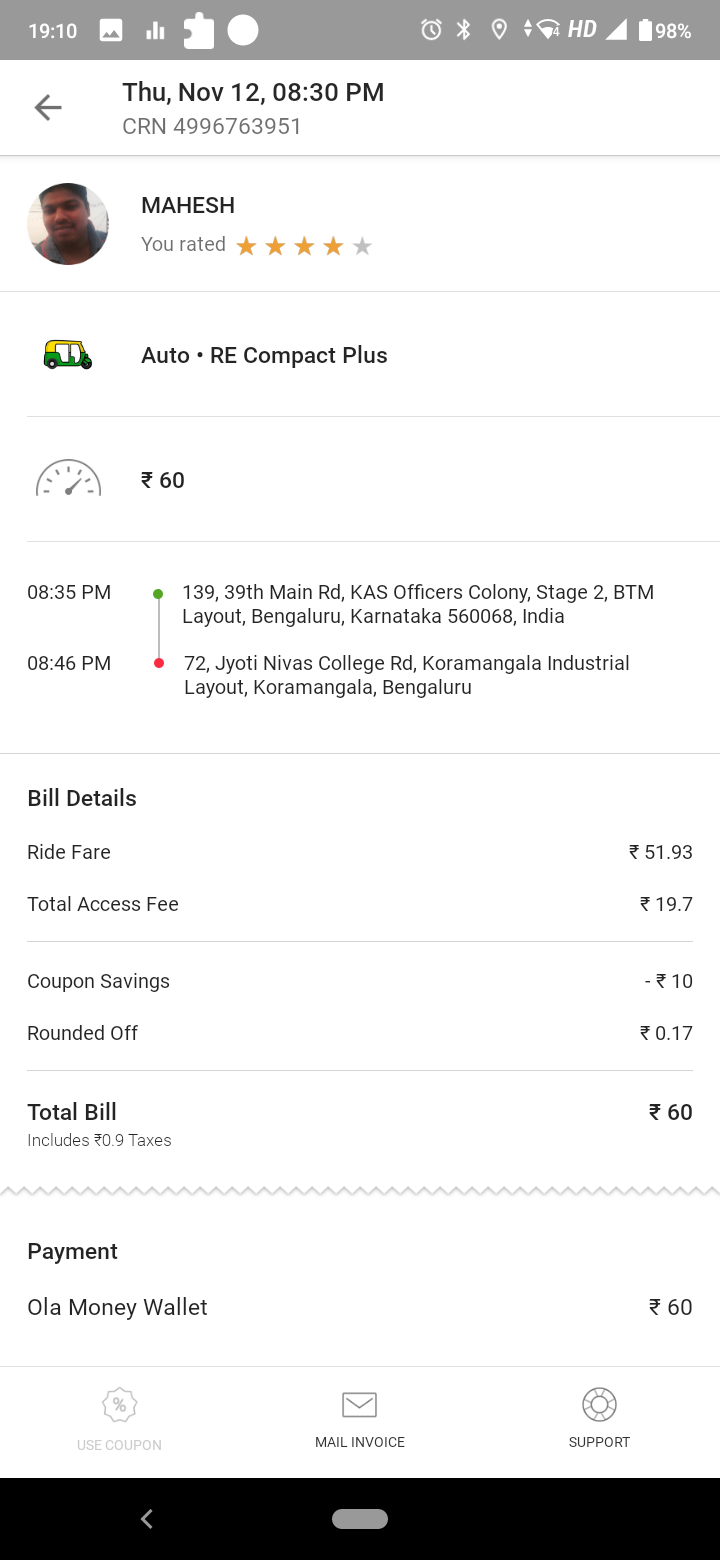 19:10
4 HD 98%
Thu, Nov 12, 08:30 PM
CRN 4996763951
MAHESH
You rated
Auto • RE Compact Plus
₹ 60
08:35 PM 139, 39th Main Rd, KAS Officers Colony, Stage 2, BTM
Layout, Bengaluru, Karnataka 560068, India
08:46 PM 72, Jyoti Nivas College Rd, Koramangala Industrial
Layout, Koramangala, Bengaluru
Bill Details
Ride Fare ₹ 51.93
Total Access Fee ₹ 19.7
Coupon Savings - ₹ 10
Rounded Off ₹ 0.17
Total Bill ₹ 60
Includes ₹0.9 Taxes
Payment
Ola Money Wallet ₹ 60
%
USE COUPON MAIL INVOICE SUPPORT